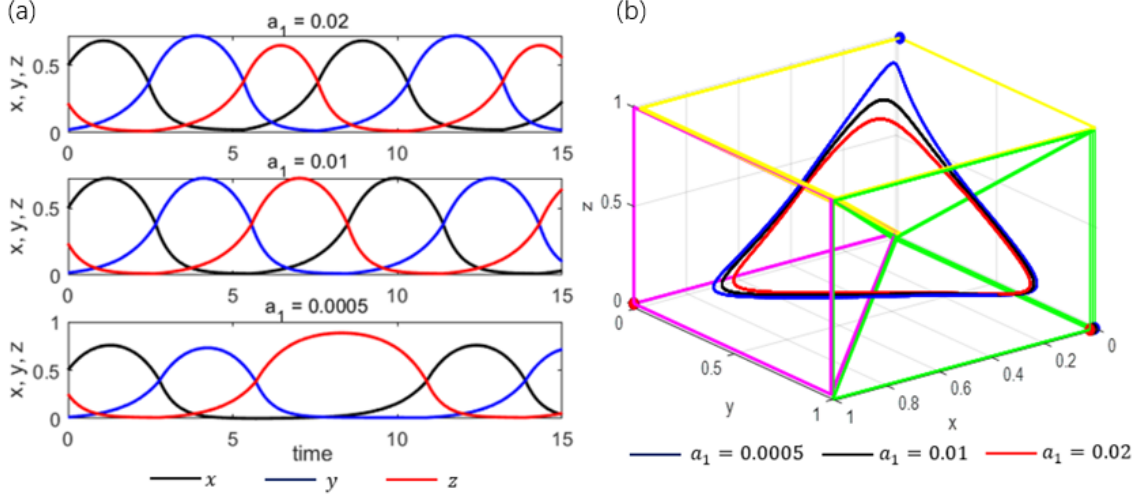 (a)
a₁ = 0.02
x, y, z
0.5
0
0 5 10 15
a₁ = 0.01
x, y, z
0.5
0
0 5 10 15
a₁ = 0.0005
x, y, z
1
0.5
0
0 5 10 15
time
x y z
(b)
z
1
0.5
0
0
0.5
1
y
1
0.8
0.6
0.4
0.2
0
x
a₁ = 0.0005 a₁ = 0.01 a₁ = 0.02